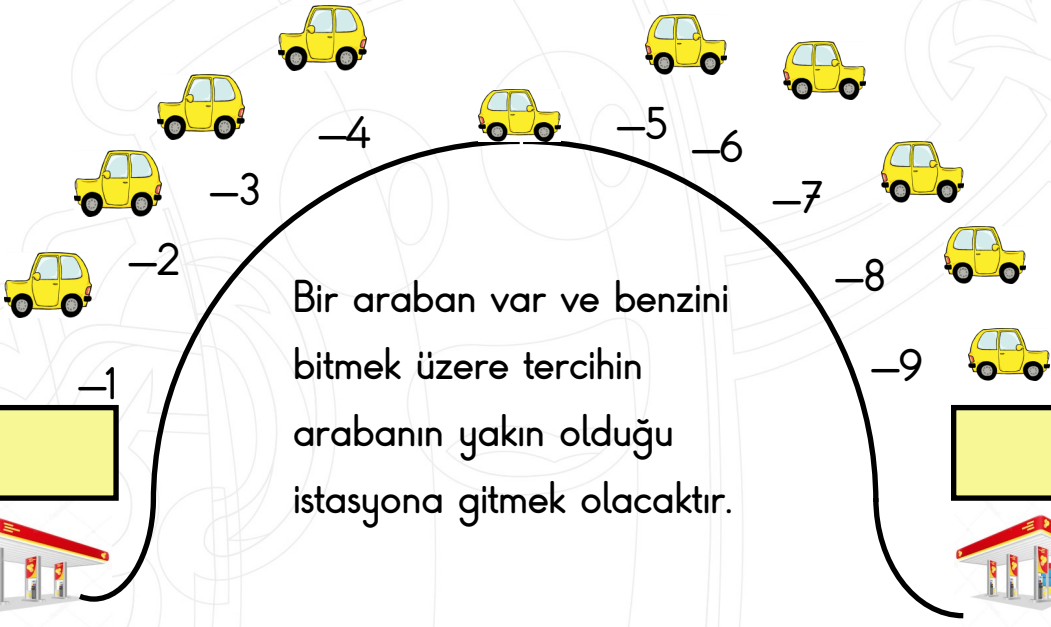 –4
–5
–6
–3
–7
–2
–8
–1
–9
Bir araban var ve benzini
bitmek üzere tercihin
arabanın yakın olduğu
istasyona gitmek olacaktır.